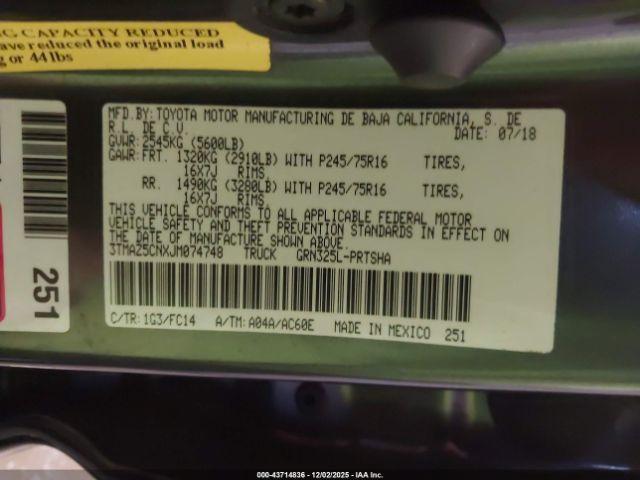 G CAPACITY REDUCED
ave reduced the original load
g or 44lbs
MFD.BY:TOYOTA MOTOR MANUFACTURING DE BAJA CALIFORNIA, S. DE
R.L. DE C.V. DATE: 07/18
GVWR:2545KG (5600LB)
GAWR:FRT. 1320KG (2910LB) WITH P245/75R16 TIRES,
16X7J RIMS
RR. 1490KG (3280LB) WITH P245/75R16 TIRES,
16X7J RIMS
THIS VEHICLE CONFORMS TO ALL APPLICABLE FEDERAL MOTOR
VEHICLE SAFETY AND THEFT PREVENTION STANDARDS IN EFFECT ON
THE DATE OF MANUFACTURE SHOWN ABOVE.
3TMAZ5CNXJM074748 TRUCK GRN325L-PRTSHA
C/TR:1G3/FC14 A/TM:A04A/AC60E MADE IN MEXICO 251
251
000-43714836 - 12/02/2025 - IAA Inc.